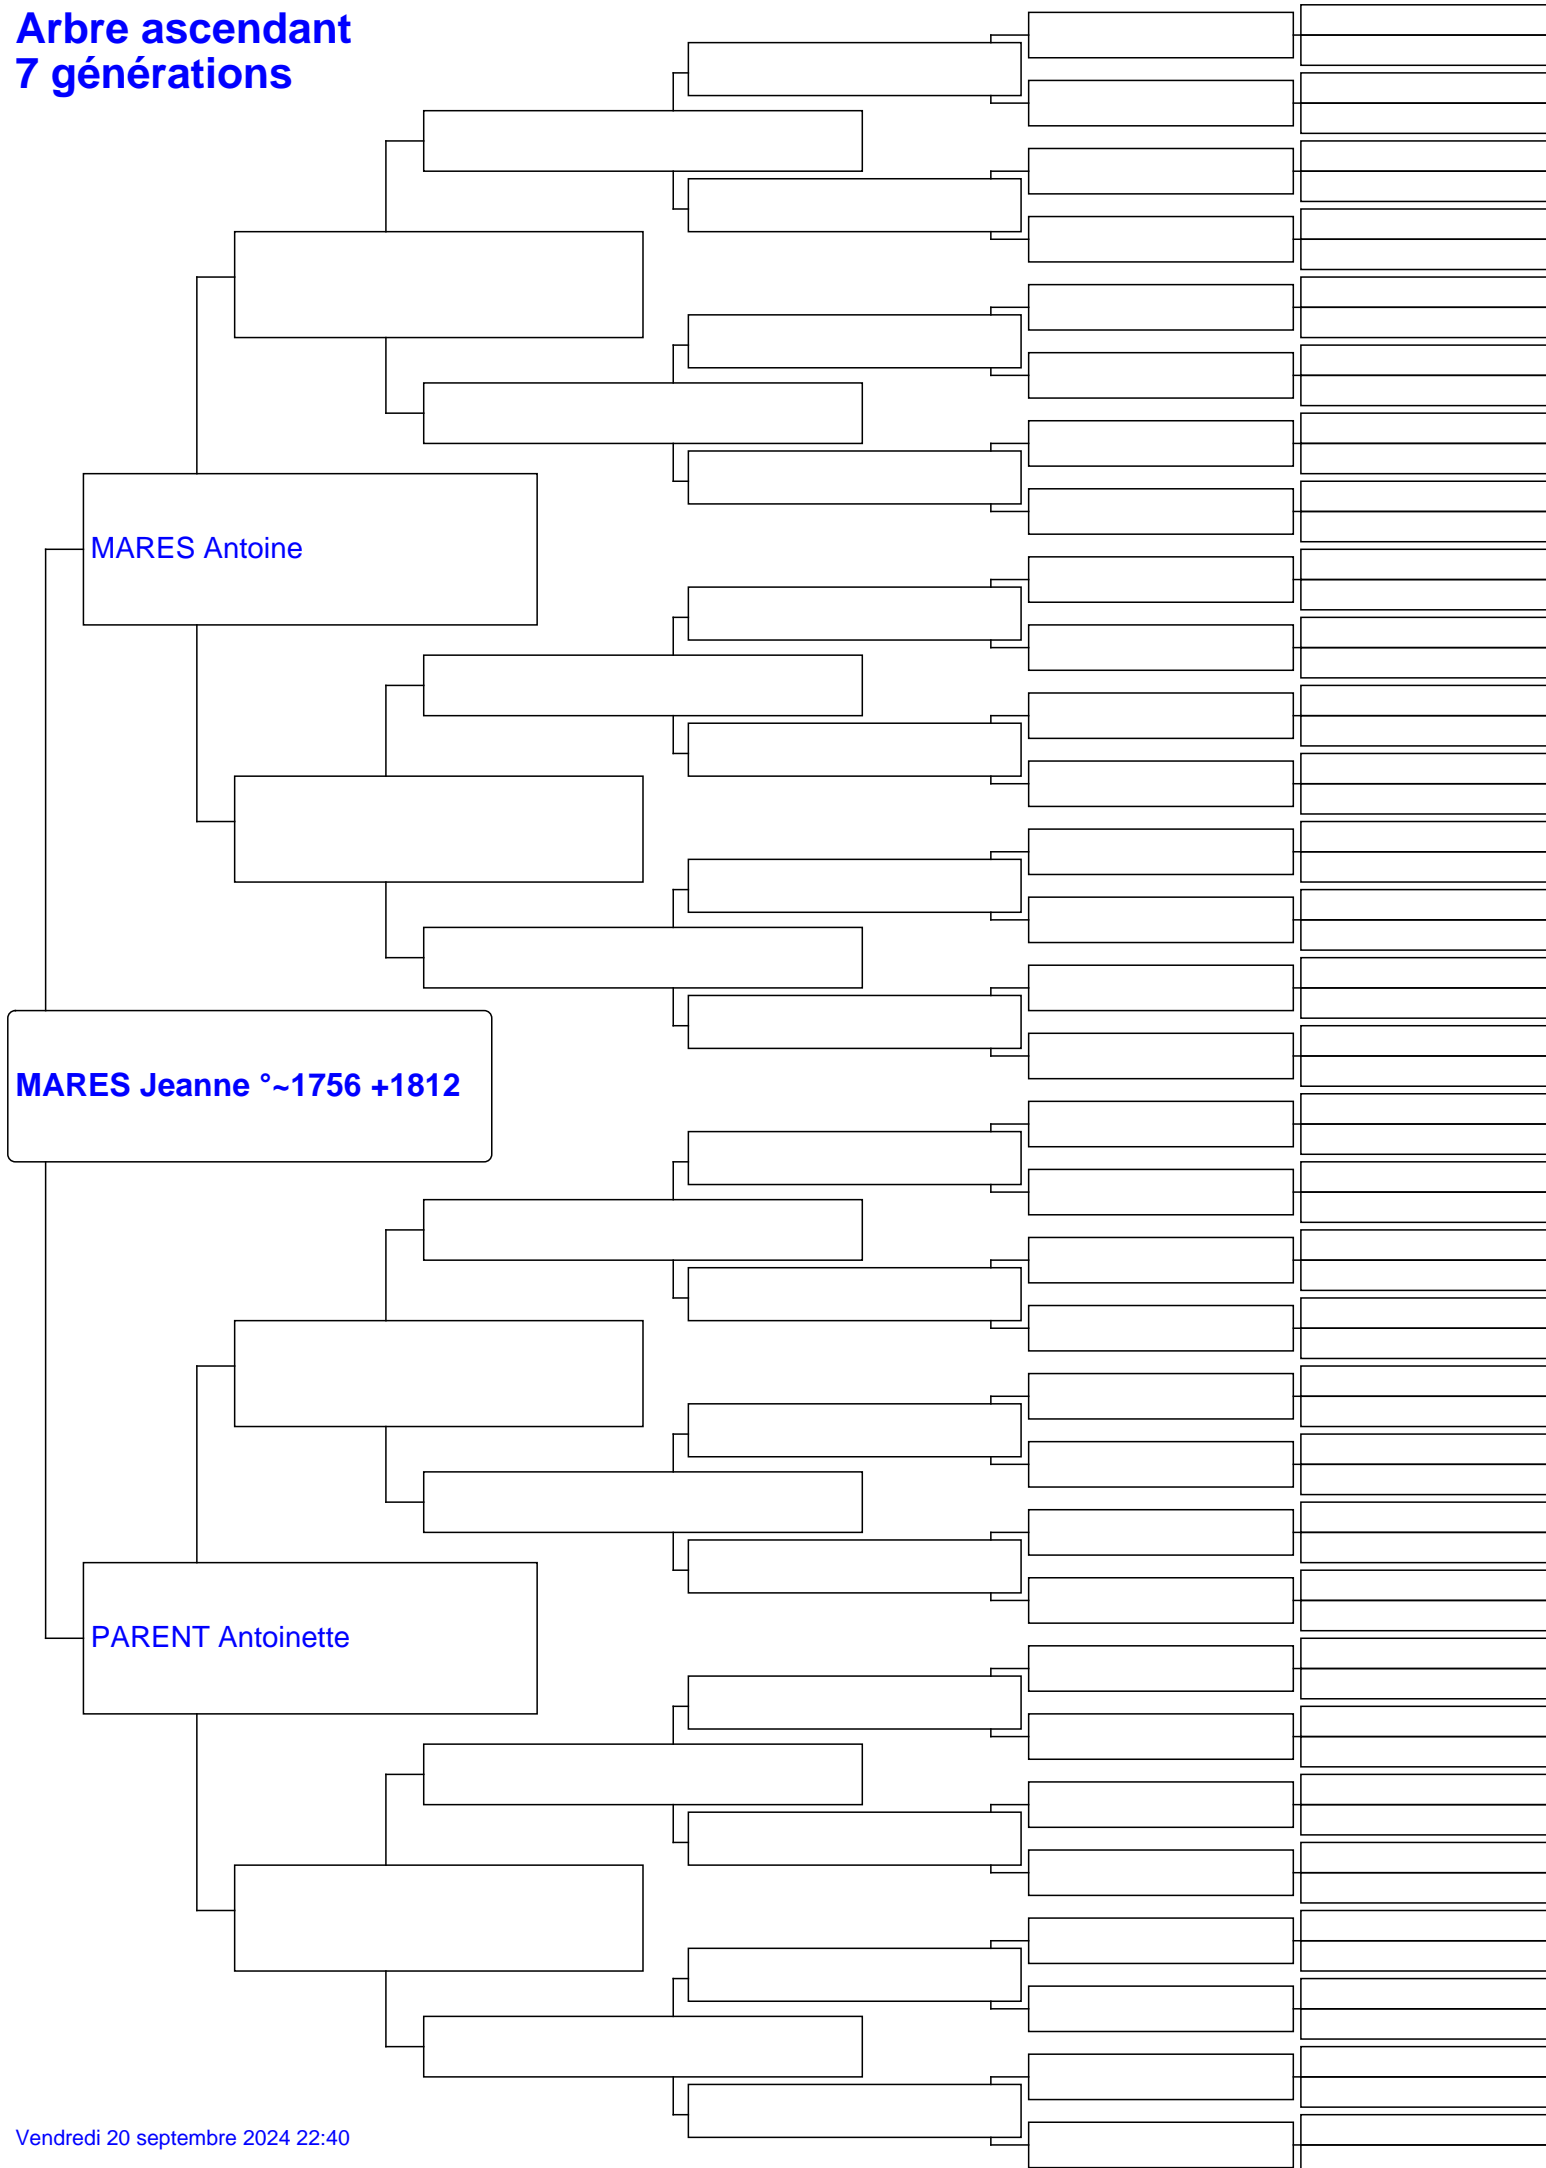 Arbre ascendant
7 générations
MARES Antoine
MARES Jeanne °~1756 +1812
PARENT Antoinette
Vendredi 20 septembre 2024 22:40